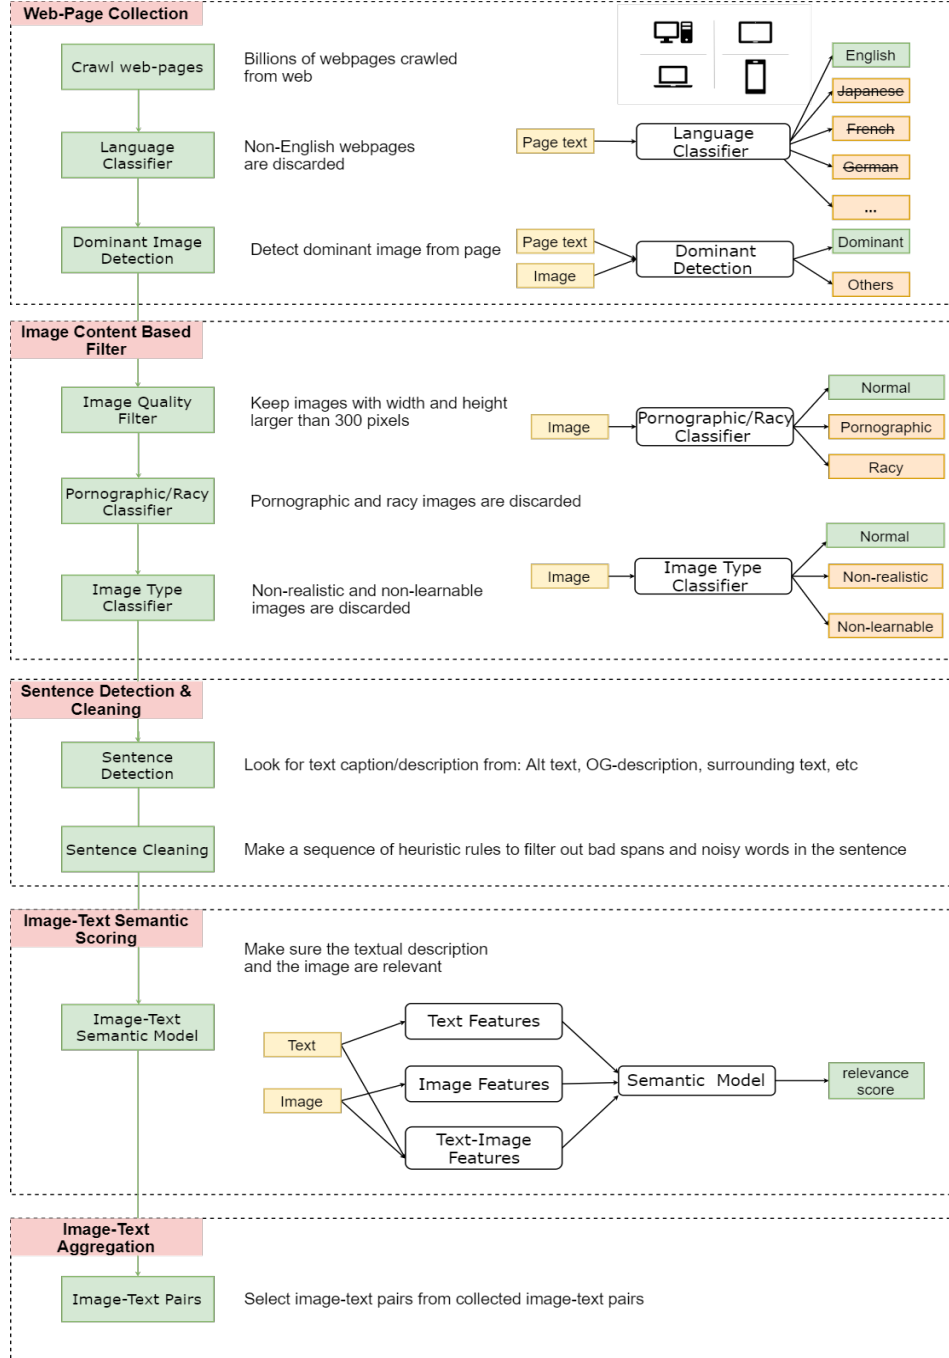 Web-Page Collection
Crawl web-pages
Billions of webpages crawled
from web
Language
Classifier
Non-English webpages
are discarded
Page text
Language
Classifier
English
Japanese
French
German
...
Dominant Image
Detection
Detect dominant image from page
Page text
Image
Dominant
Detection
Dominant
Others
Image Content Based
Filter
Image Quality
Filter
Keep images with width and height
larger than 300 pixels
Image
Pornographic/Racy
Classifier
Normal
Pornographic
Racy
Pornographic/Racy
Classifier
Pornographic and racy images are discarded
Image Type
Classifier
Non-realistic and non-learnable
images are discarded
Image
Image Type
Classifier
Normal
Non-realistic
Non-learnable
Sentence Detection &
Cleaning
Sentence
Detection
Look for text caption/description from: Alt text, OG-description, surrounding text, etc
Sentence Cleaning
Make a sequence of heuristic rules to filter out bad spans and noisy words in the sentence
Image-Text Semantic
Scoring
Make sure the textual description
and the image are relevant
Image-Text
Semantic Model
Text
Image
Text Features
Image Features
Text-Image
Features
Semantic Model
relevance
score
Image-Text
Aggregation
Image-Text Pairs
Select image-text pairs from collected image-text pairs